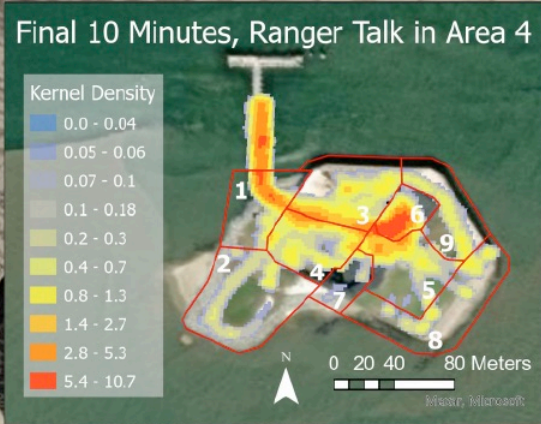 Final 10 Minutes, Ranger Talk in Area 4
Kernel Density
0.0 - 0.04
0.05 - 0.06
0.07 - 0.1
0.1 - 0.18
0.2 - 0.3
0.4 - 0.7
0.8 - 1.3
1.4 - 2.7
2.8 - 5.3
5.4 - 10.7
1
3
6
9
2
4
7
5
8
N
0 20 40 80 Meters
Maxar, Microsoft